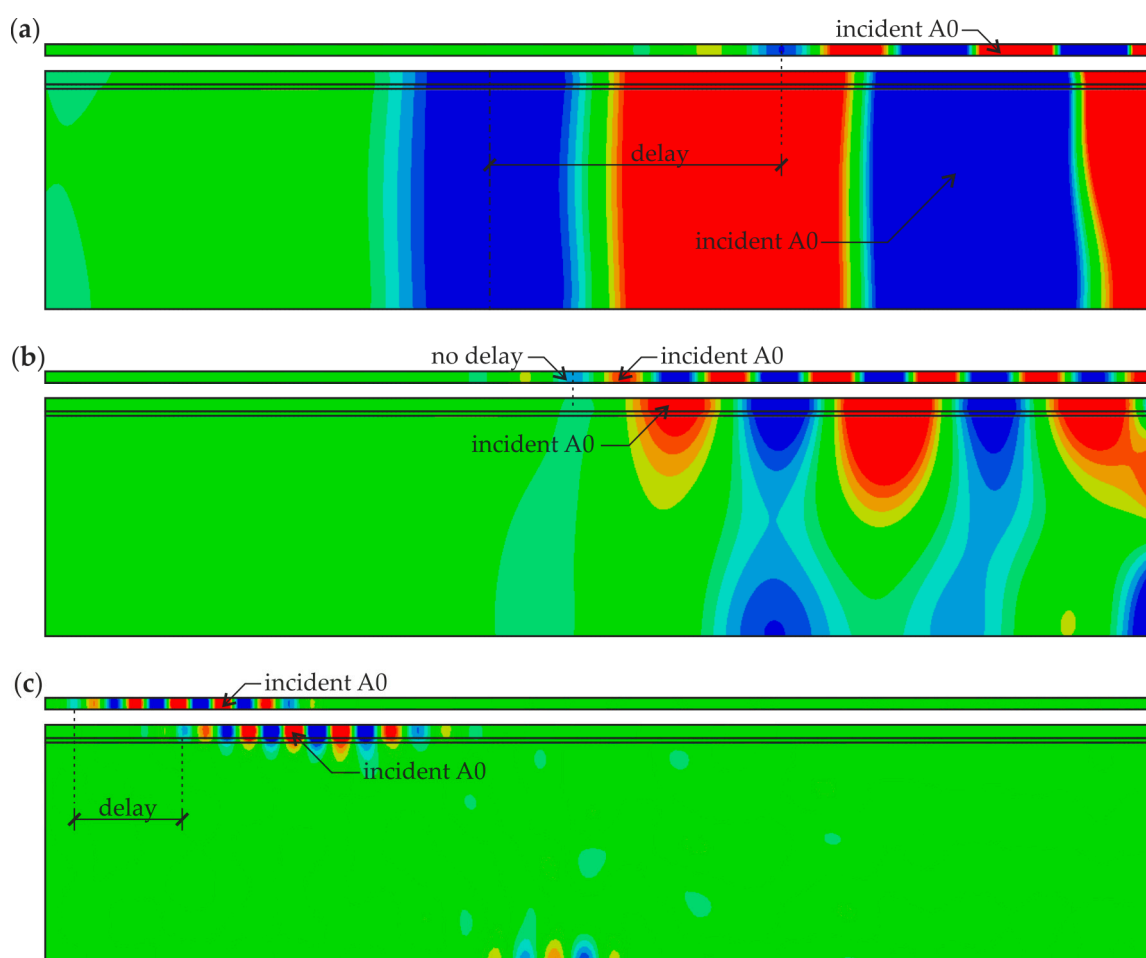 (a)
incident A0
delay
incident A0
(b)
no delay
incident A0
incident A0
(c)
incident A0
incident A0
delay